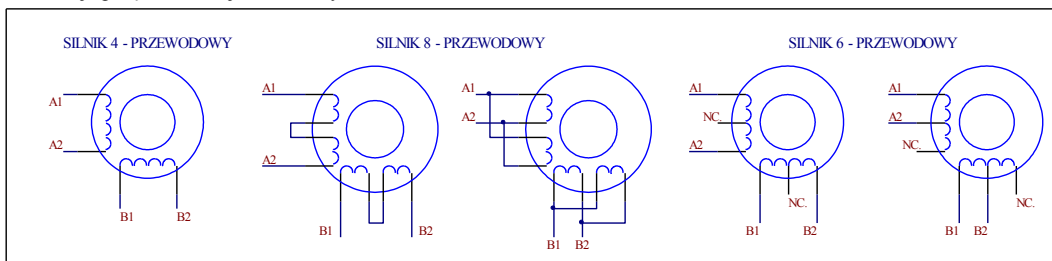 SILNIK 4 - PRZEWODOWY
SILNIK 8 - PRZEWODOWY
SILNIK 6 - PRZEWODOWY
A1
A2
B1
B2
A1
A2
B1
B2
A1
A2
B1
B2
A1
NC.
A2
B1
NC.
B2
A1
A2
NC.
B1
B2
NC.